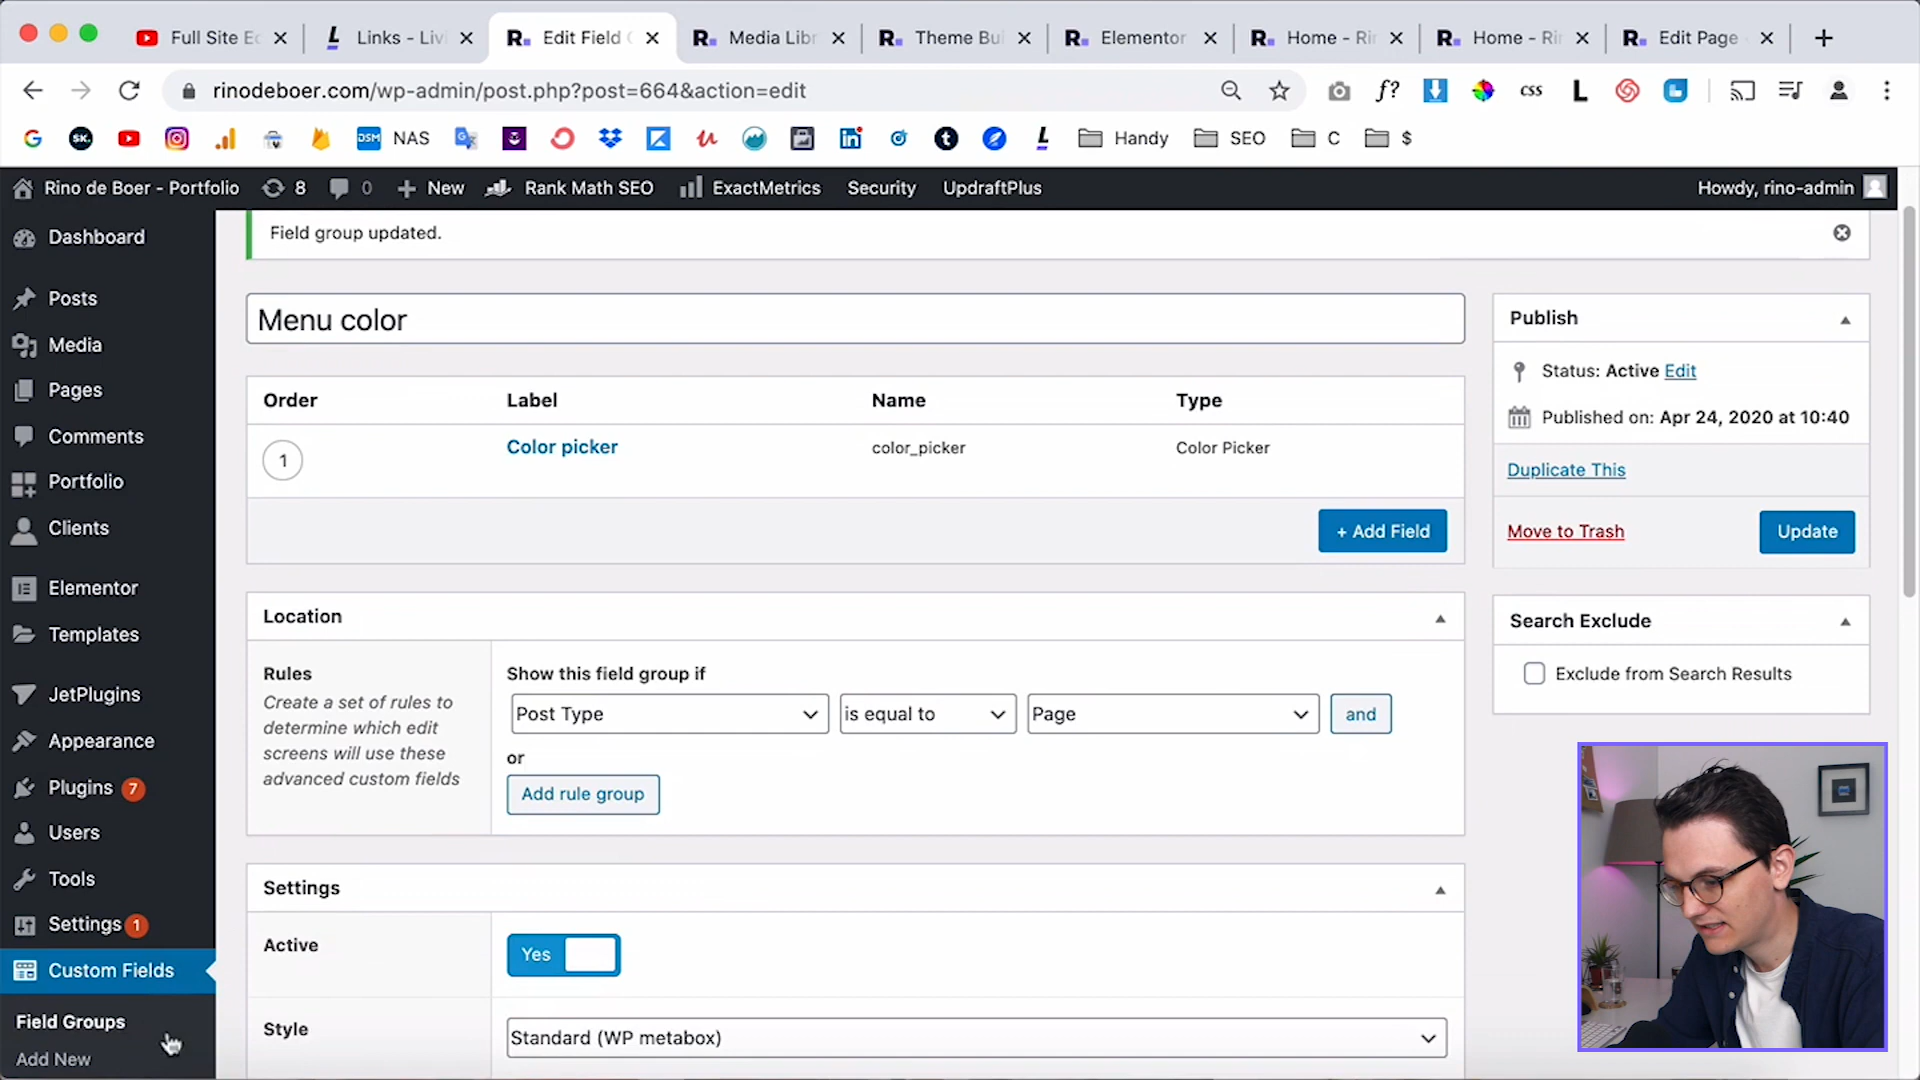 Full Site Ec
Links - Livi
Edit Field G
Media Libr
Theme Bui
Elementor
Home - Rin
Home - Rin
Edit Page
rinodeboer.com/wp-admin/post.php?post=664&action=edit
f?
css
L
G
SK.
DSM
NAS
Handy
SEO
C
$
Rino de Boer - Portfolio
8
0
New
Rank Math SEO
ExactMetrics
Security
UpdraftPlus
Howdy, rino-admin
Dashboard
Posts
Media
Pages
Comments
Portfolio
Clients
Elementor
Templates
JetPlugins
Appearance
Plugins 7
Users
Tools
Settings 1
Custom Fields
Field Groups
Add New
Field group updated.
Menu color
Order
Label
Name
Type
1
Color picker
color_picker
Color Picker
+ Add Field
Location
Rules
Create a set of rules to
determine which edit
screens will use these
advanced custom fields
Show this field group if
Post Type
is equal to
Page
and
or
Add rule group
Settings
Active
Yes
Style
Standard (WP metabox)
Publish
Status: Active Edit
Published on: Apr 24, 2020 at 10:40
Duplicate This
Move to Trash
Update
Search Exclude
Exclude from Search Results